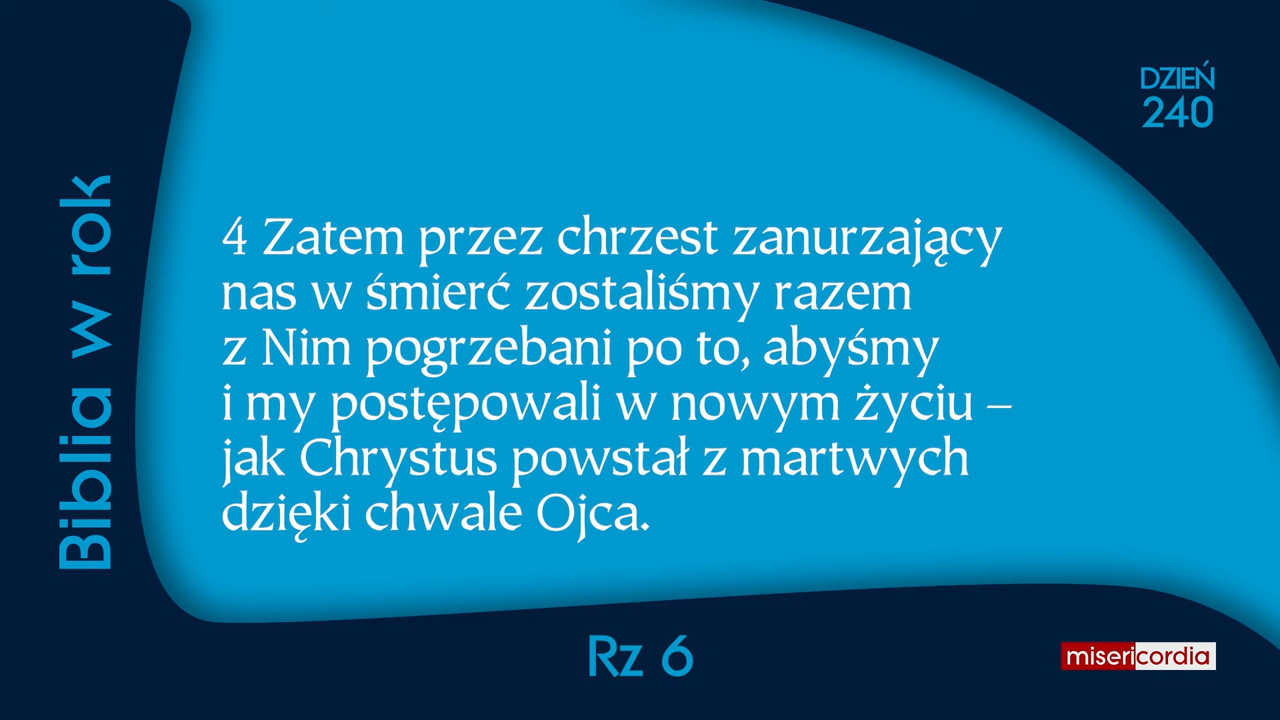 Biblia w rok
DZIEŃ
240
4 Zatem przez chrzest zanurzający
nas w śmierć zostaliśmy razem
z Nim pogrzebani po to, abyśmy
i my postępowali w nowym życiu –
jak Chrystus powstał z martwych
dzięki chwale Ojca.
Rz 6
misericordia